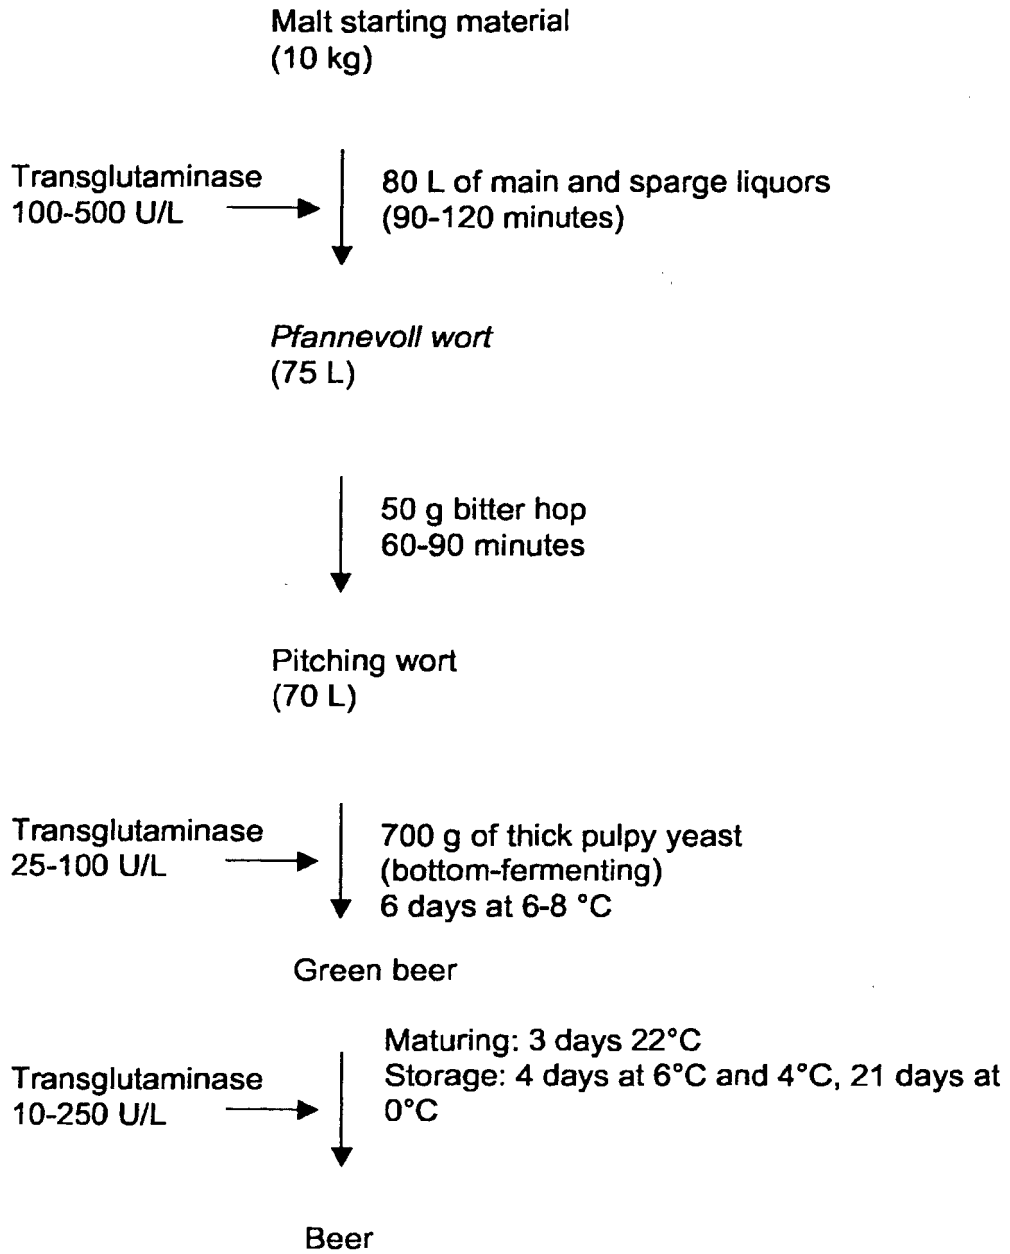 Malt starting material
(10 kg)
Transglutaminase
100-500 U/L
80 L of main and sparge liquors
(90-120 minutes)
Pfannevoll wort
(75 L)
50 g bitter hop
60-90 minutes
Pitching wort
(70 L)
Transglutaminase
25-100 U/L
700 g of thick pulpy yeast
(bottom-fermenting)
6 days at 6-8 °C
Green beer
Transglutaminase
10-250 U/L
Maturing: 3 days 22°C
Storage: 4 days at 6°C and 4°C, 21 days at
0°C
Beer